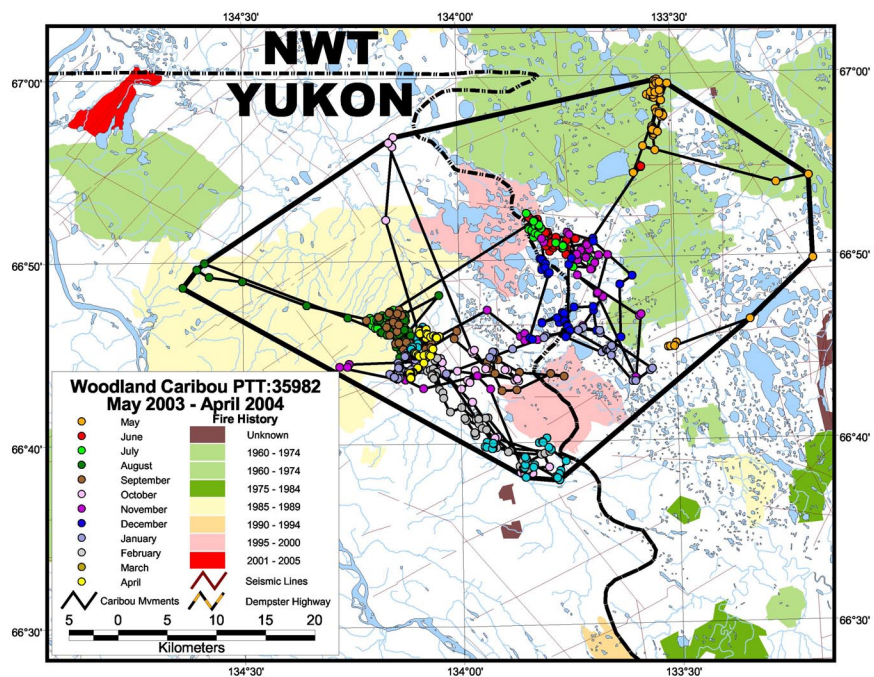 134°30' 134°00' 133°30'
NWT
67°00' 67°00'
YUKON
66°50' 66°50'
Woodland Caribou PTT:35982
May 2003 - April 2004
Fire History
May Unknown
June 1960 - 1974
July 1960 - 1974
August 1975 - 1984
September 1985 - 1989
October 1990 - 1994
November 1995 - 2000
December 2001 - 2005
January
February
March Seismic Lines
April
Caribou Mvments Dempster Highway
5 0 5 10 20
Kilometers
66°40' 66°40'
66°30' 66°30'
134°30' 134°00' 133°30'